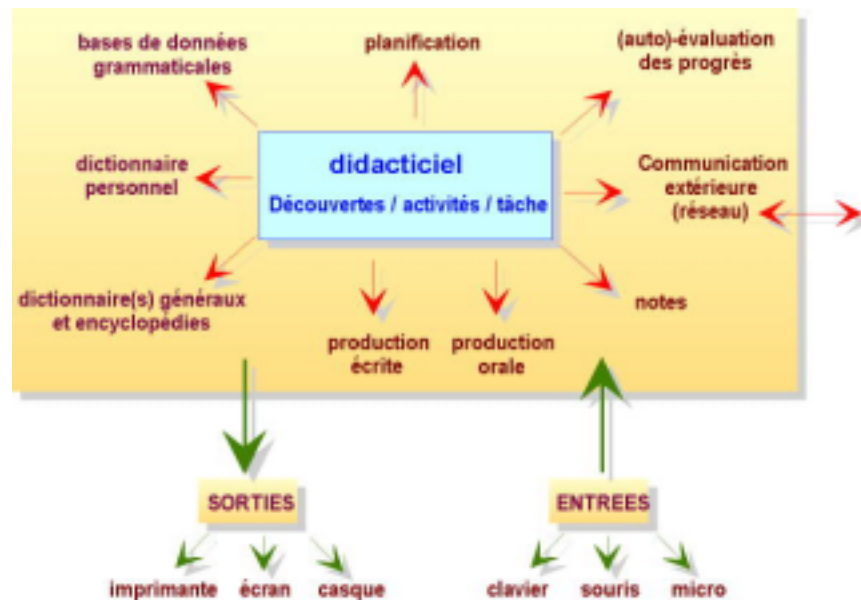 bases de données
grammaticales
planification
(auto)-évaluation
des progrès
didacticiel
Découvertes / activités / tâche
dictionnaire
personnel
Communication
extérieure
(réseau)
dictionnaire(s) généraux
et encyclopédies
production
écrite
production
orale
notes
SORTIES
ENTREES
imprimante
écran
casque
clavier
souris
micro